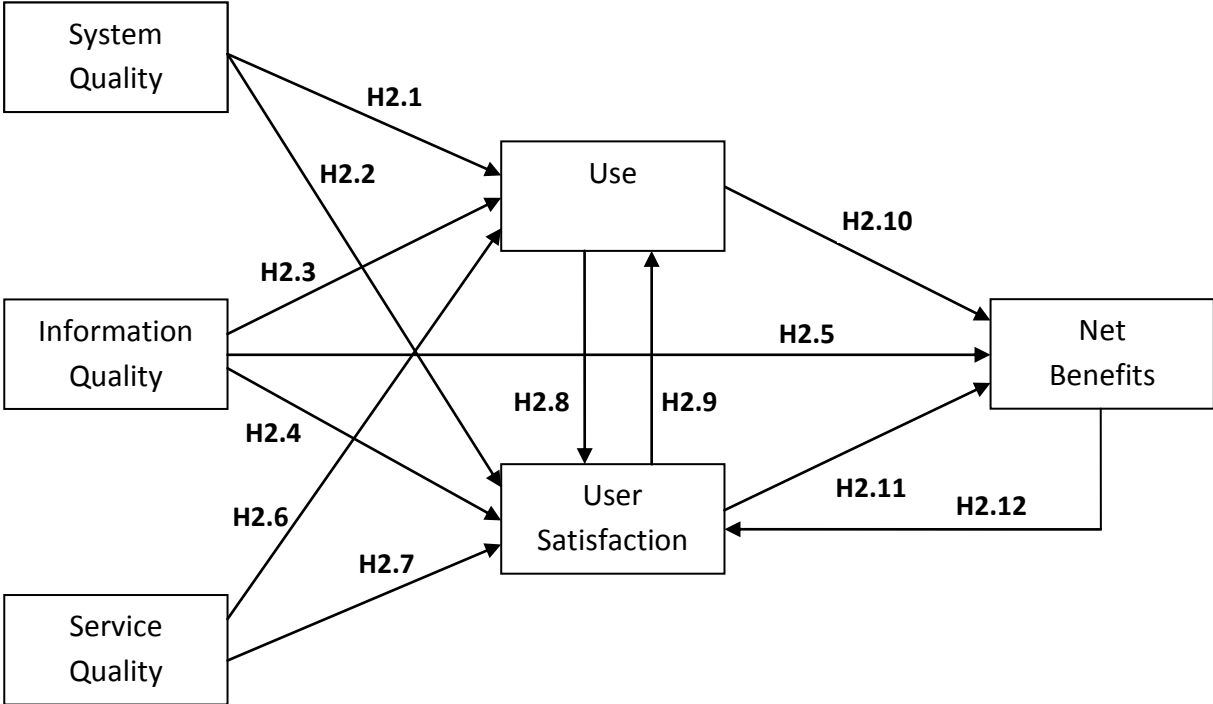 System
Quality
H2.1
H2.2
Use
H2.10
H2.3
Information
Quality
H2.5
Net
Benefits
H2.8
H2.9
H2.4
User
Satisfaction
H2.11
H2.12
H2.6
H2.7
Service
Quality